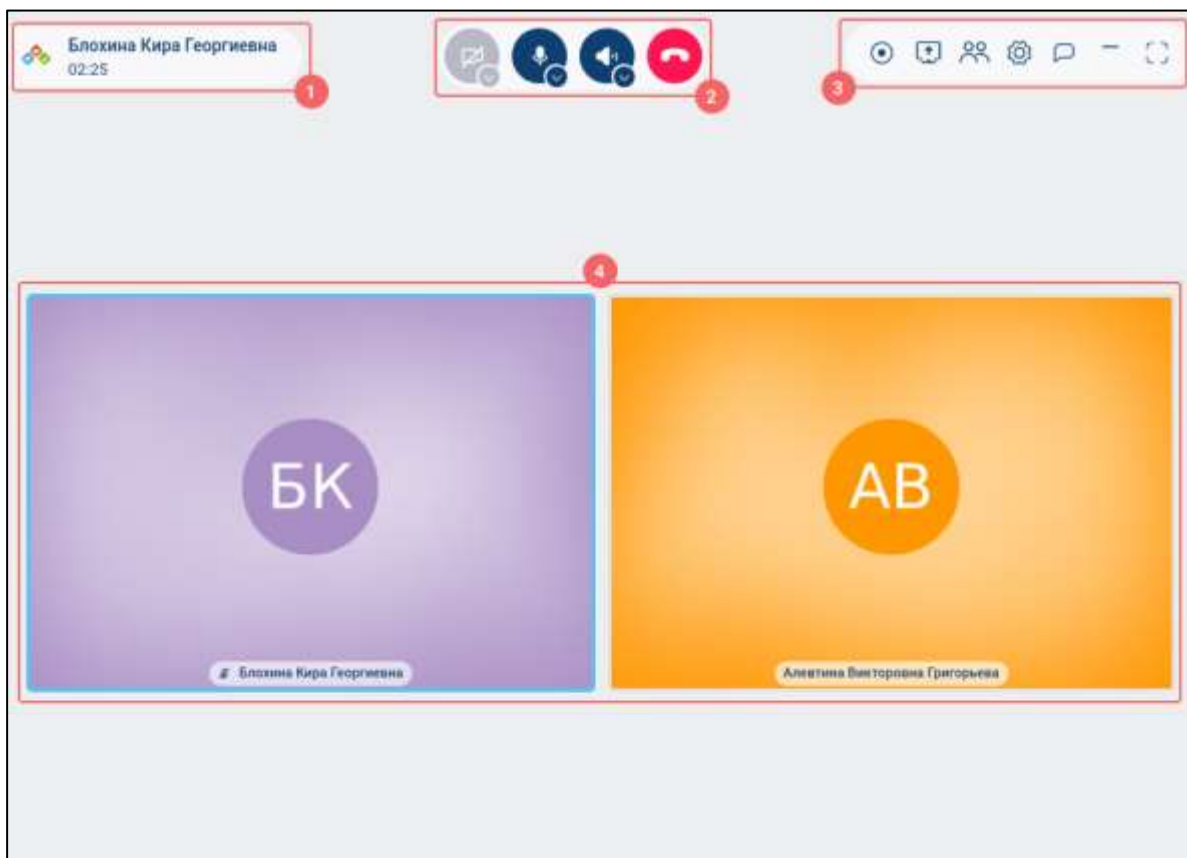 Блохина Кира Георгиевна
02:25
1
2
3
4
БК
АВ
Блохина Кира Георгиевна
Алевтина Викторовна Григорьева